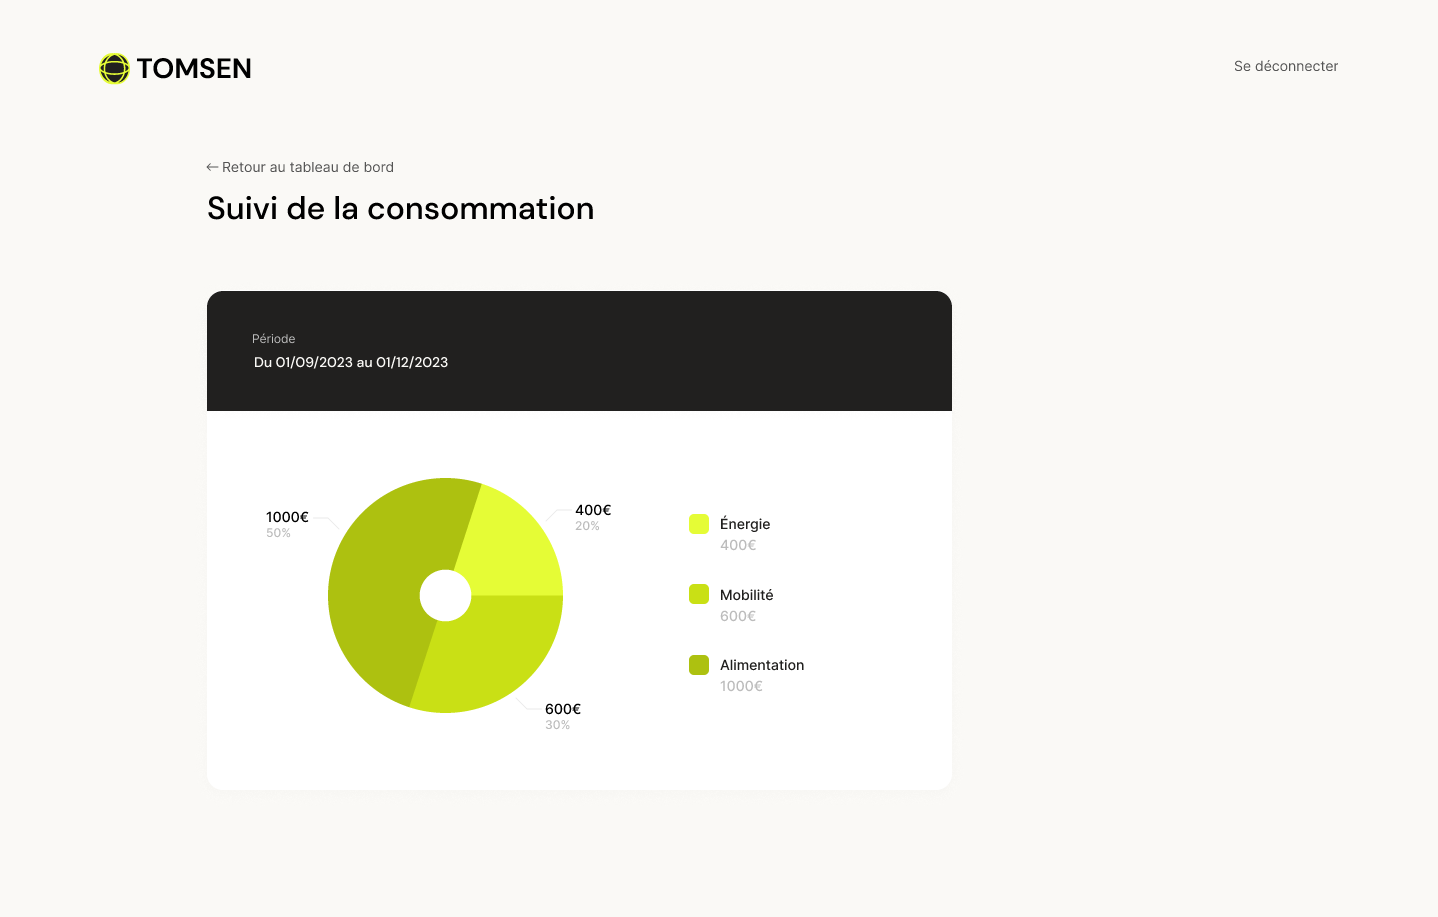 TOMSEN
Se déconnecter
← Retour au tableau de bord
Suivi de la consommation
Période
Du 01/09/2023 au 01/12/2023
1000€
50%
400€
20%
600€
30%
Énergie
400€
Mobilité
600€
Alimentation
1000€